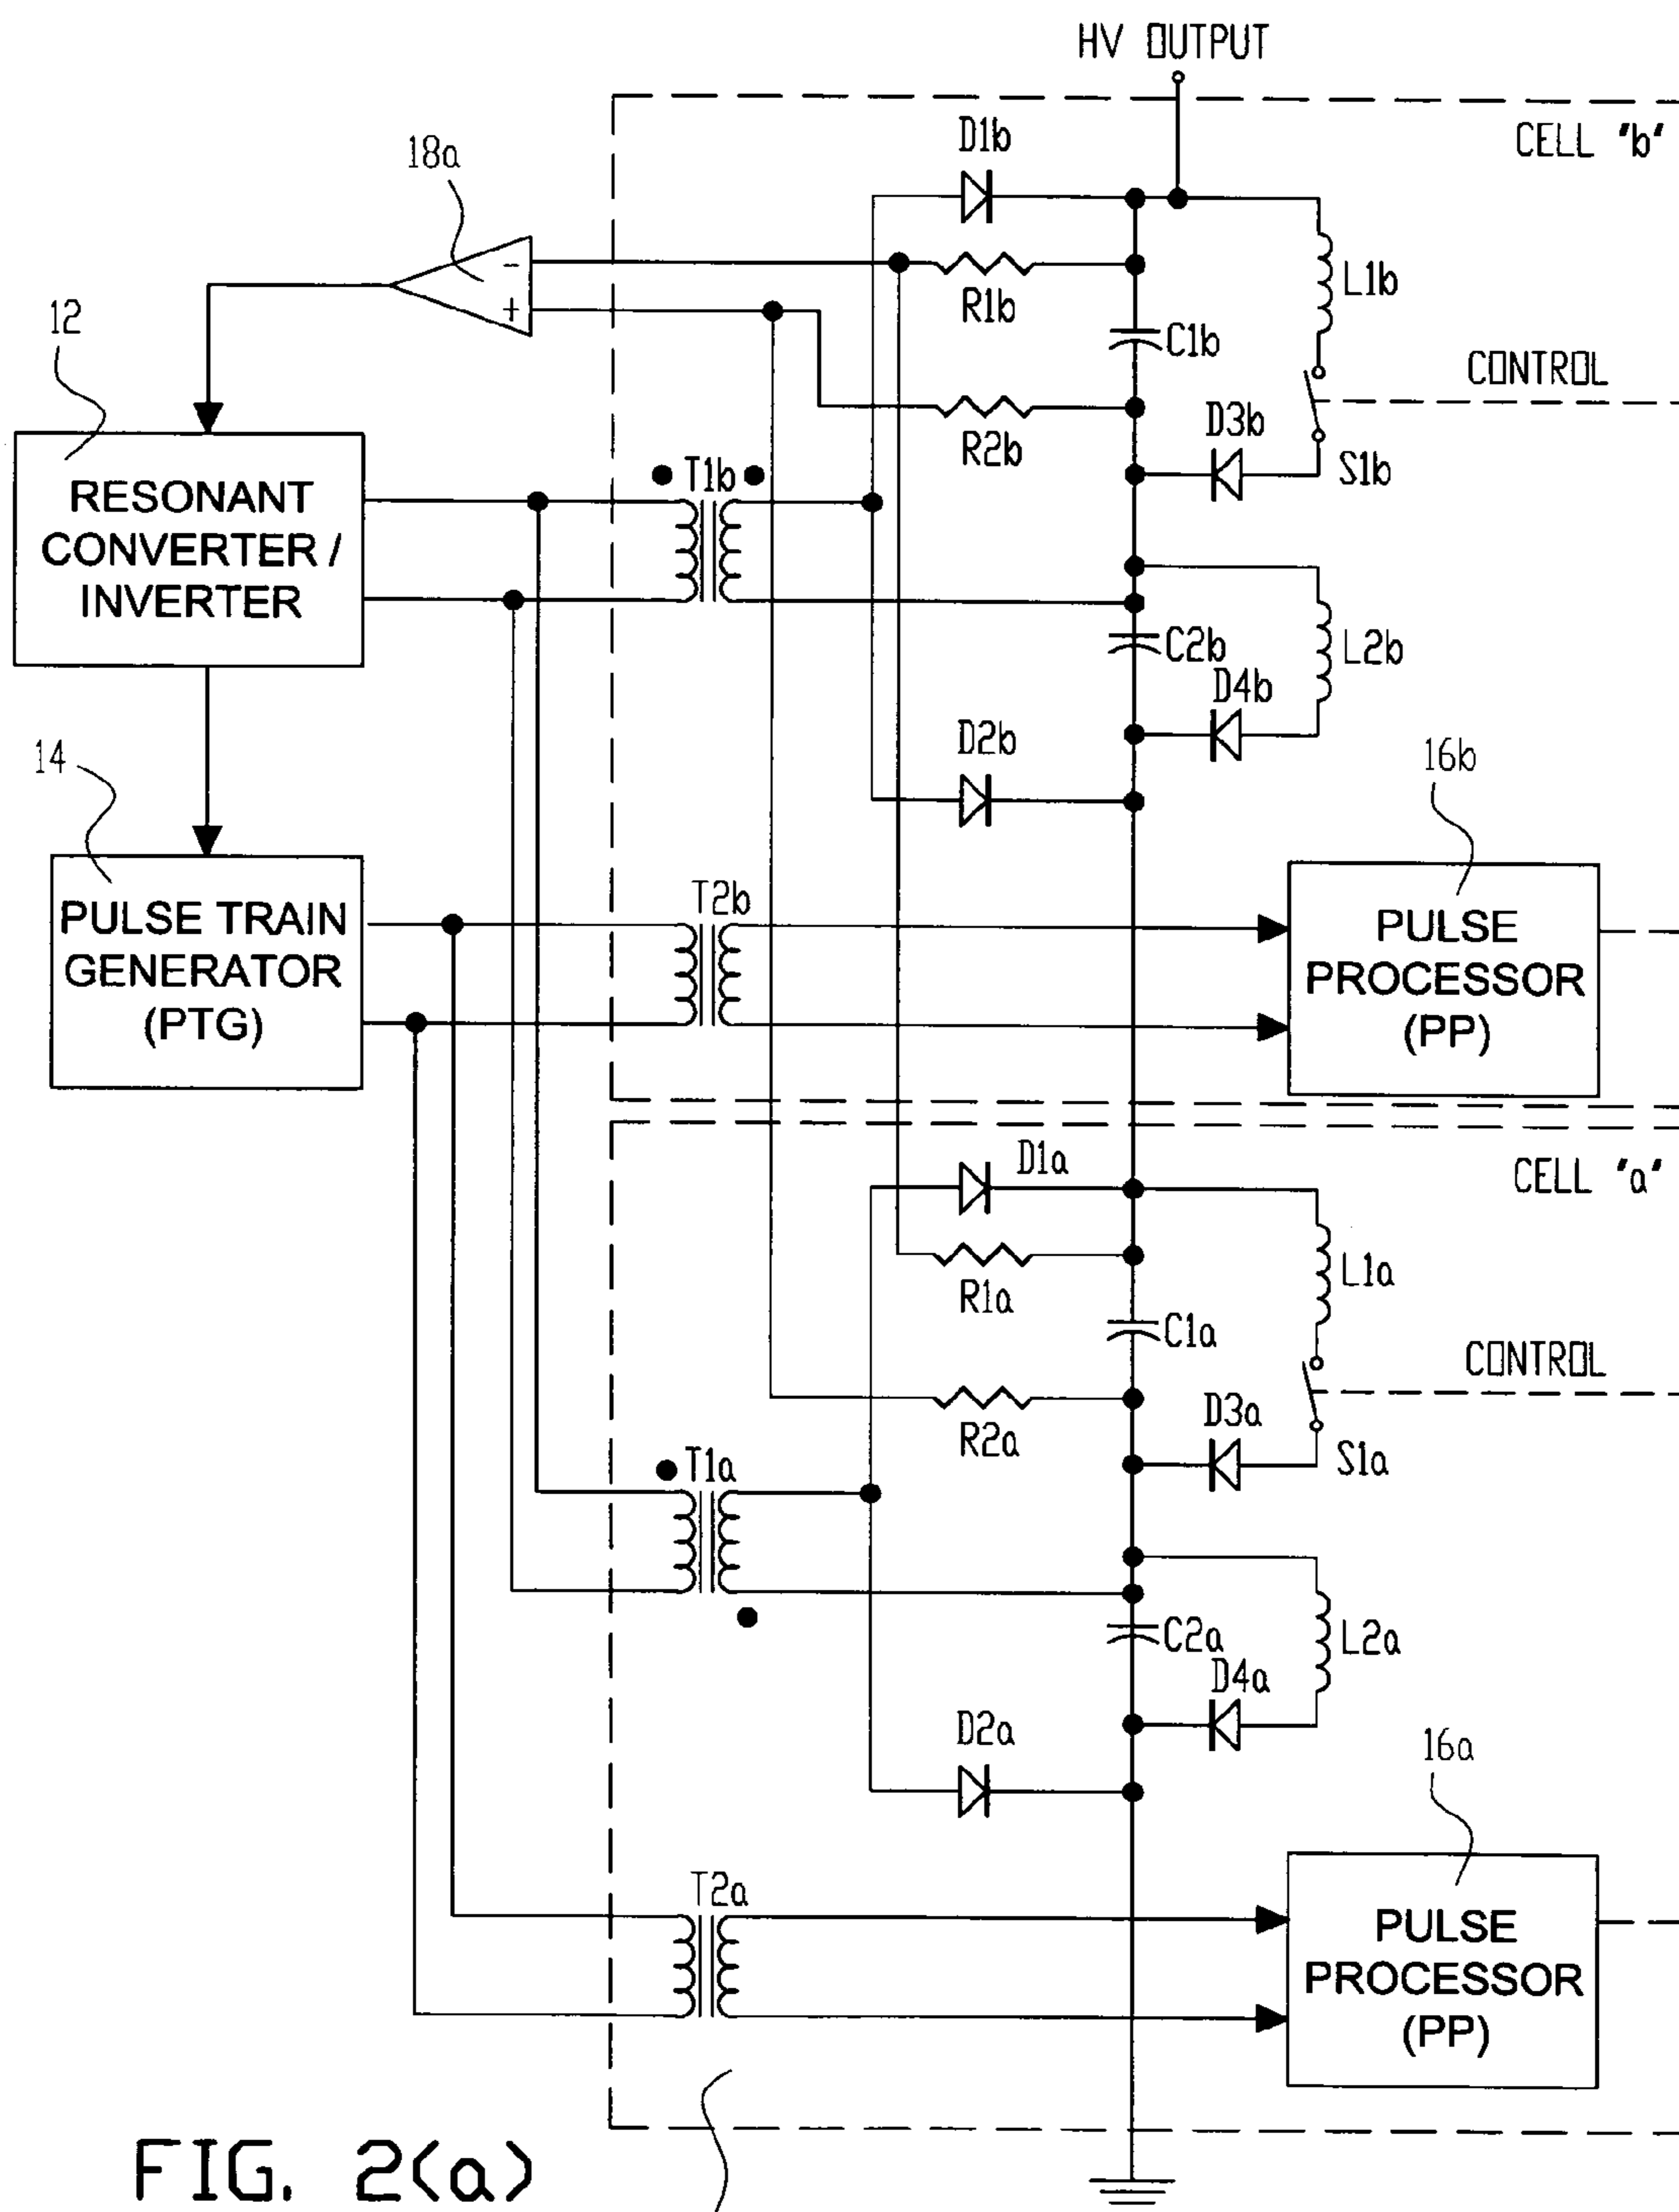 HV OUTPUT
CELL 'b'
D1b
18a
R1b
L1b
-
+
12
C1b
CONTROL
R2b
D3b
S1b
T1b
RESONANT
CONVERTER /
INVERTER
C2b
L2b
D4b
D2b
16b
14
T2b
PULSE TRAIN
GENERATOR
(PTG)
PULSE
PROCESSOR
(PP)
D1a
CELL 'a'
L1a
R1a
C1a
CONTROL
R2a
D3a
S1a
T1a
C2a
L2a
D4a
D2a
16a
T2a
PULSE
PROCESSOR
(PP)
FIG. 2(a)